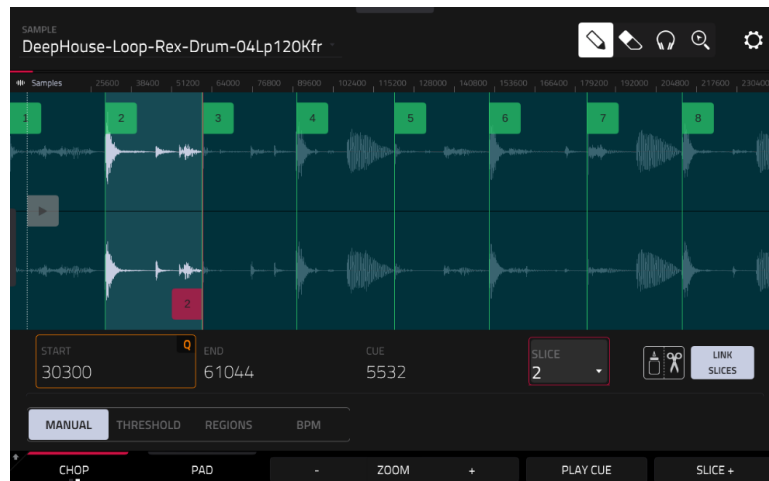 SAMPLE
DeepHouse-Loop-Rex-Drum-04Lp120Kfr
Samples 25600 38400 51200 64000 76800 89600 102400 115200 128000 140800 153600 166400 179200 192000 204800 217600 230400
1 2 3 4 5 6 7 8
2
START Q END CUE SLICE
30300 61044 5532 2
LINK
SLICES
MANUAL THRESHOLD REGIONS BPM
CHOP PAD - ZOOM + PLAY CUE SLICE +